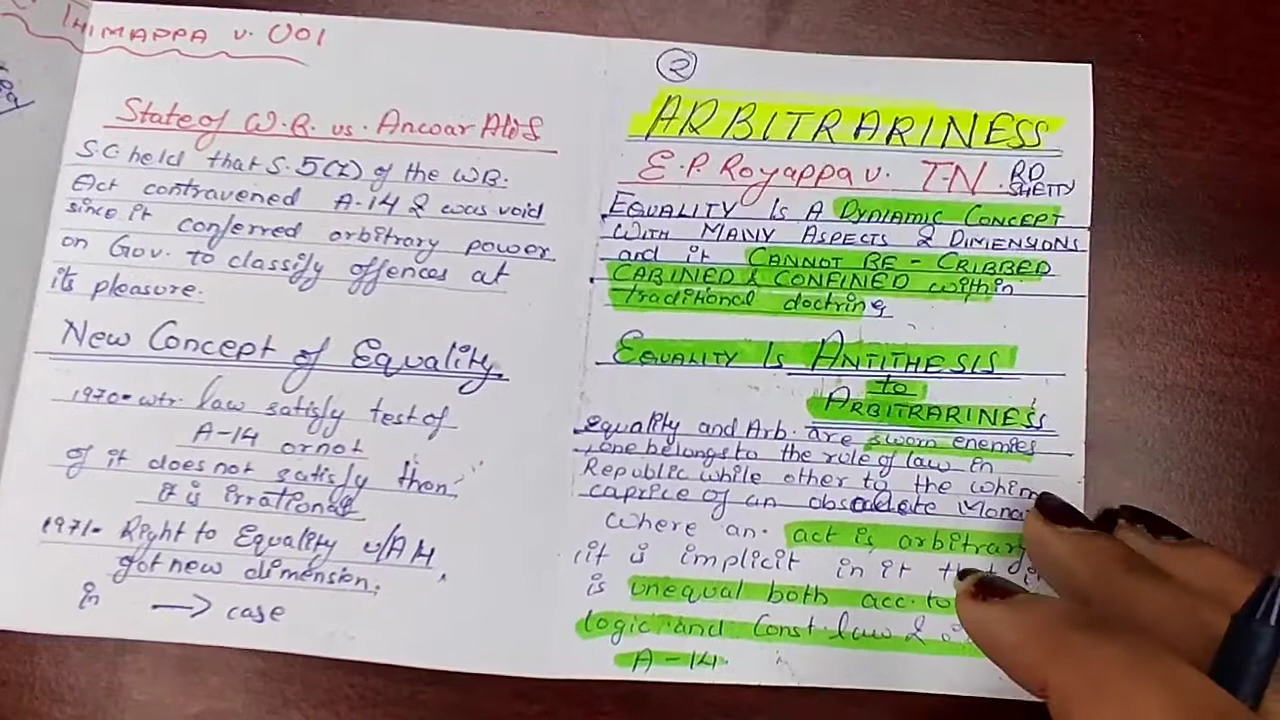 THIMAPPA v. UOI
State of W.B. vs. Ancoar Ali S
SC held that S.5(1) of the WB.
Act contravened A-14 & was void
since it conferred arbitrary power
on Gov. to classify offences at
its pleasure.
New Concept of Equality
1970- wtr. law satisfy test of
A-14 or not
If it does not satisfy then
it is irrational
1971- Right to Equality u/A 14
got new dimension.
in → case
2
ARBITRARINESS
E.P. Royappa v. T.N. RD SHETTY
EQUALITY IS A DYNAMIC CONCEPT
WITH MANY ASPECTS & DIMENSIONS
and it CANNOT BE - CRIBBED
CABINED & CONFINED within
traditional doctrine
EQUALITY IS ANTITHESIS
to
ARBITRARINESS
equality and Arb. are sworn enemies
, one belongs to the rule of law in
Republic while other to the whim
caprice of an Monar
Where an act is arbitrary
it is implicit in it
is unequal both acc. to
logic and Const. law &
A-14